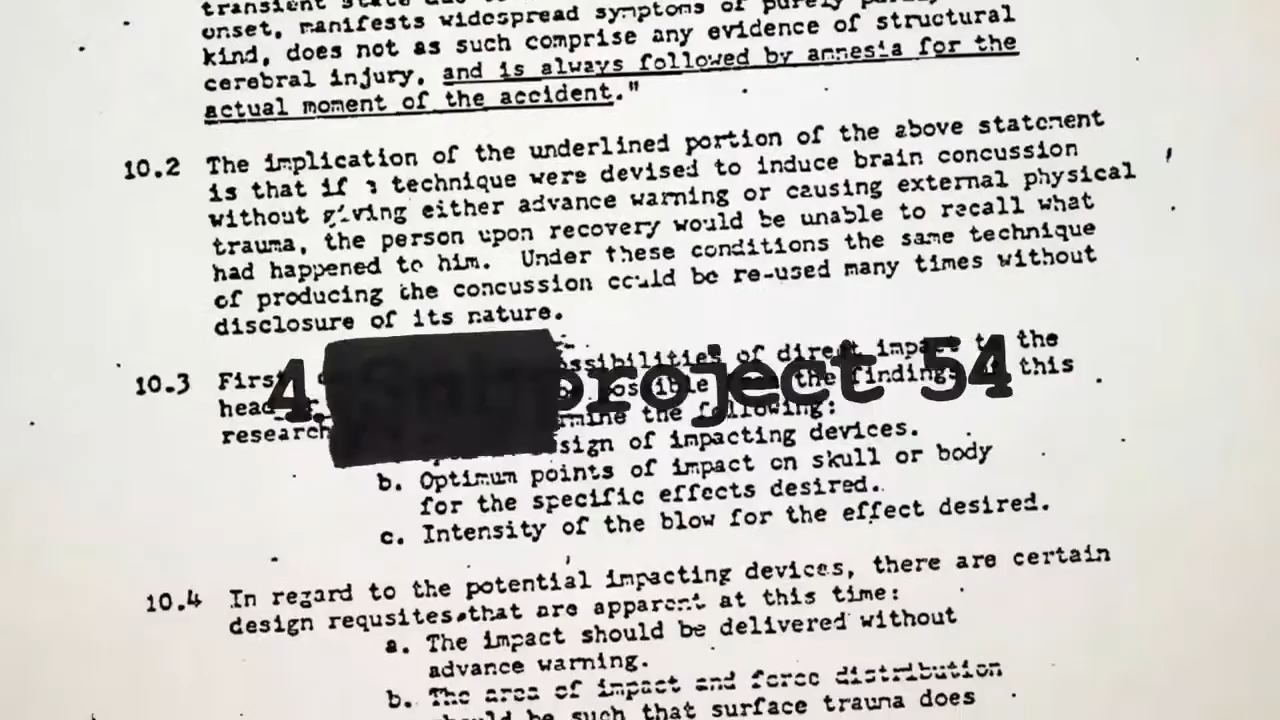 transient state
onset, manifests widespread symptoms of purely
kind, does not as such comprise any evidence of structural
cerebral injury, and is always followed by amnesia for the
actual moment of the accident."
10.2 The implication of the underlined portion of the above statement
is that if a technique were devised to induce brain concussion
without giving either advance warning or causing external physical
trauma, the person upon recovery would be unable to recall what
had happened to him. Under these conditions the same technique
of producing the concussion could be re-used many times without
disclosure of its nature.
10.3 First possibilities of direct impact to the
head possible the findings this
research the following:
design of impacting devices.
4. Subproject 54
b. Optimum points of impact on skull or body
for the specific effects desired.
c. Intensity of the blow for the effect desired.
10.4 In regard to the potential impacting devices, there are certain
design requsites that are apparent at this time:
a. The impact should be delivered without
advance warning.
b. The area of impact and force distribution
should be such that surface trauma does